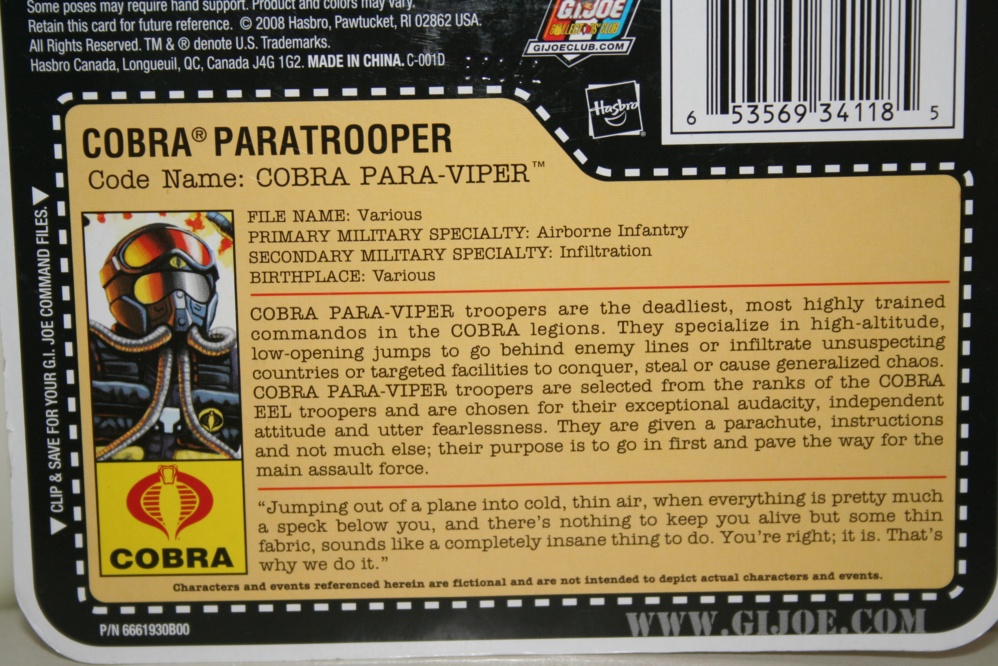 Some poses may require hand support. Product and colors may vary.
Retain this card for future reference. © 2008 Hasbro, Pawtucket, RI 02862 USA.
All Rights Reserved. TM & ® denote U.S. Trademarks.
Hasbro Canada, Longueuil, QC, Canada J4G 1G2. MADE IN CHINA. C-001D
G.I.JOE
COLLECTORS' CLUB
GIJOECLUB.COM
Hasbro
6 53569 34118 5
COBRA® PARATROOPER
Code Name: COBRA PARA-VIPER™
CLIP & SAVE FOR YOUR G.I. JOE COMMAND FILES.
FILE NAME: Various
PRIMARY MILITARY SPECIALTY: Airborne Infantry
SECONDARY MILITARY SPECIALTY: Infiltration
BIRTHPLACE: Various
COBRA PARA-VIPER troopers are the deadliest, most highly trained
commandos in the COBRA legions. They specialize in high-altitude,
low-opening jumps to go behind enemy lines or infiltrate unsuspecting
countries or targeted facilities to conquer, steal or cause generalized chaos.
COBRA PARA-VIPER troopers are selected from the ranks of the COBRA
EEL troopers and are chosen for their exceptional audacity, independent
attitude and utter fearlessness. They are given a parachute, instructions
and not much else; their purpose is to go in first and pave the way for the
main assault force.
COBRA
“Jumping out of a plane into cold, thin air, when everything is pretty much
a speck below you, and there's nothing to keep you alive but some thin
fabric, sounds like a completely insane thing to do. You're right; it is. That's
why we do it.”
Characters and events referenced herein are fictional and are not intended to depict actual characters and events.
P/N 6661930B00
WWW.GIJOE.COM